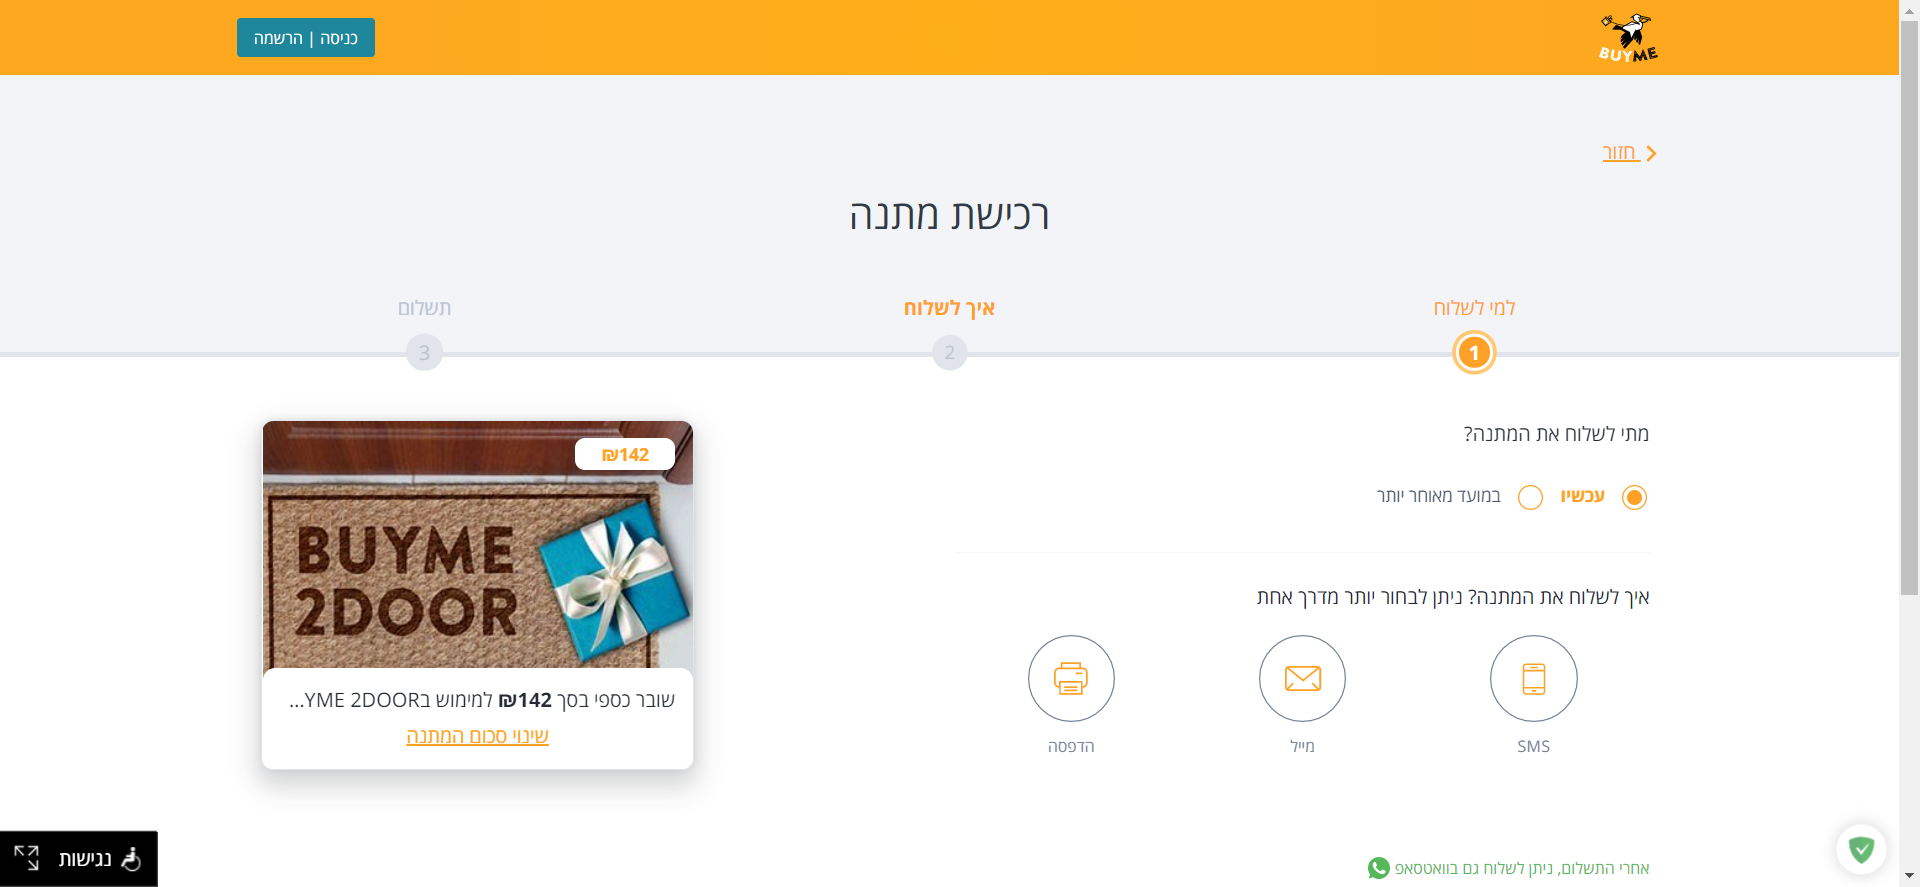 BUYME
כניסה | הרשמה
חזור
רכישת מתנה
למי לשלוח
איך לשלוח
תשלום
1
2
3
מתי לשלוח את המתנה?
עכשיו
במועד מאוחר יותר
איך לשלוח את המתנה? ניתן לבחור יותר מדרך אחת
SMS
מייל
הדפסה
אחרי התשלום, ניתן לשלוח גם בוואטסאפ
₪142
BUYME
2DOOR
שובר כספי בסך ₪142 למימוש בYME 2DOOR...
שינוי סכום המתנה
נגישות